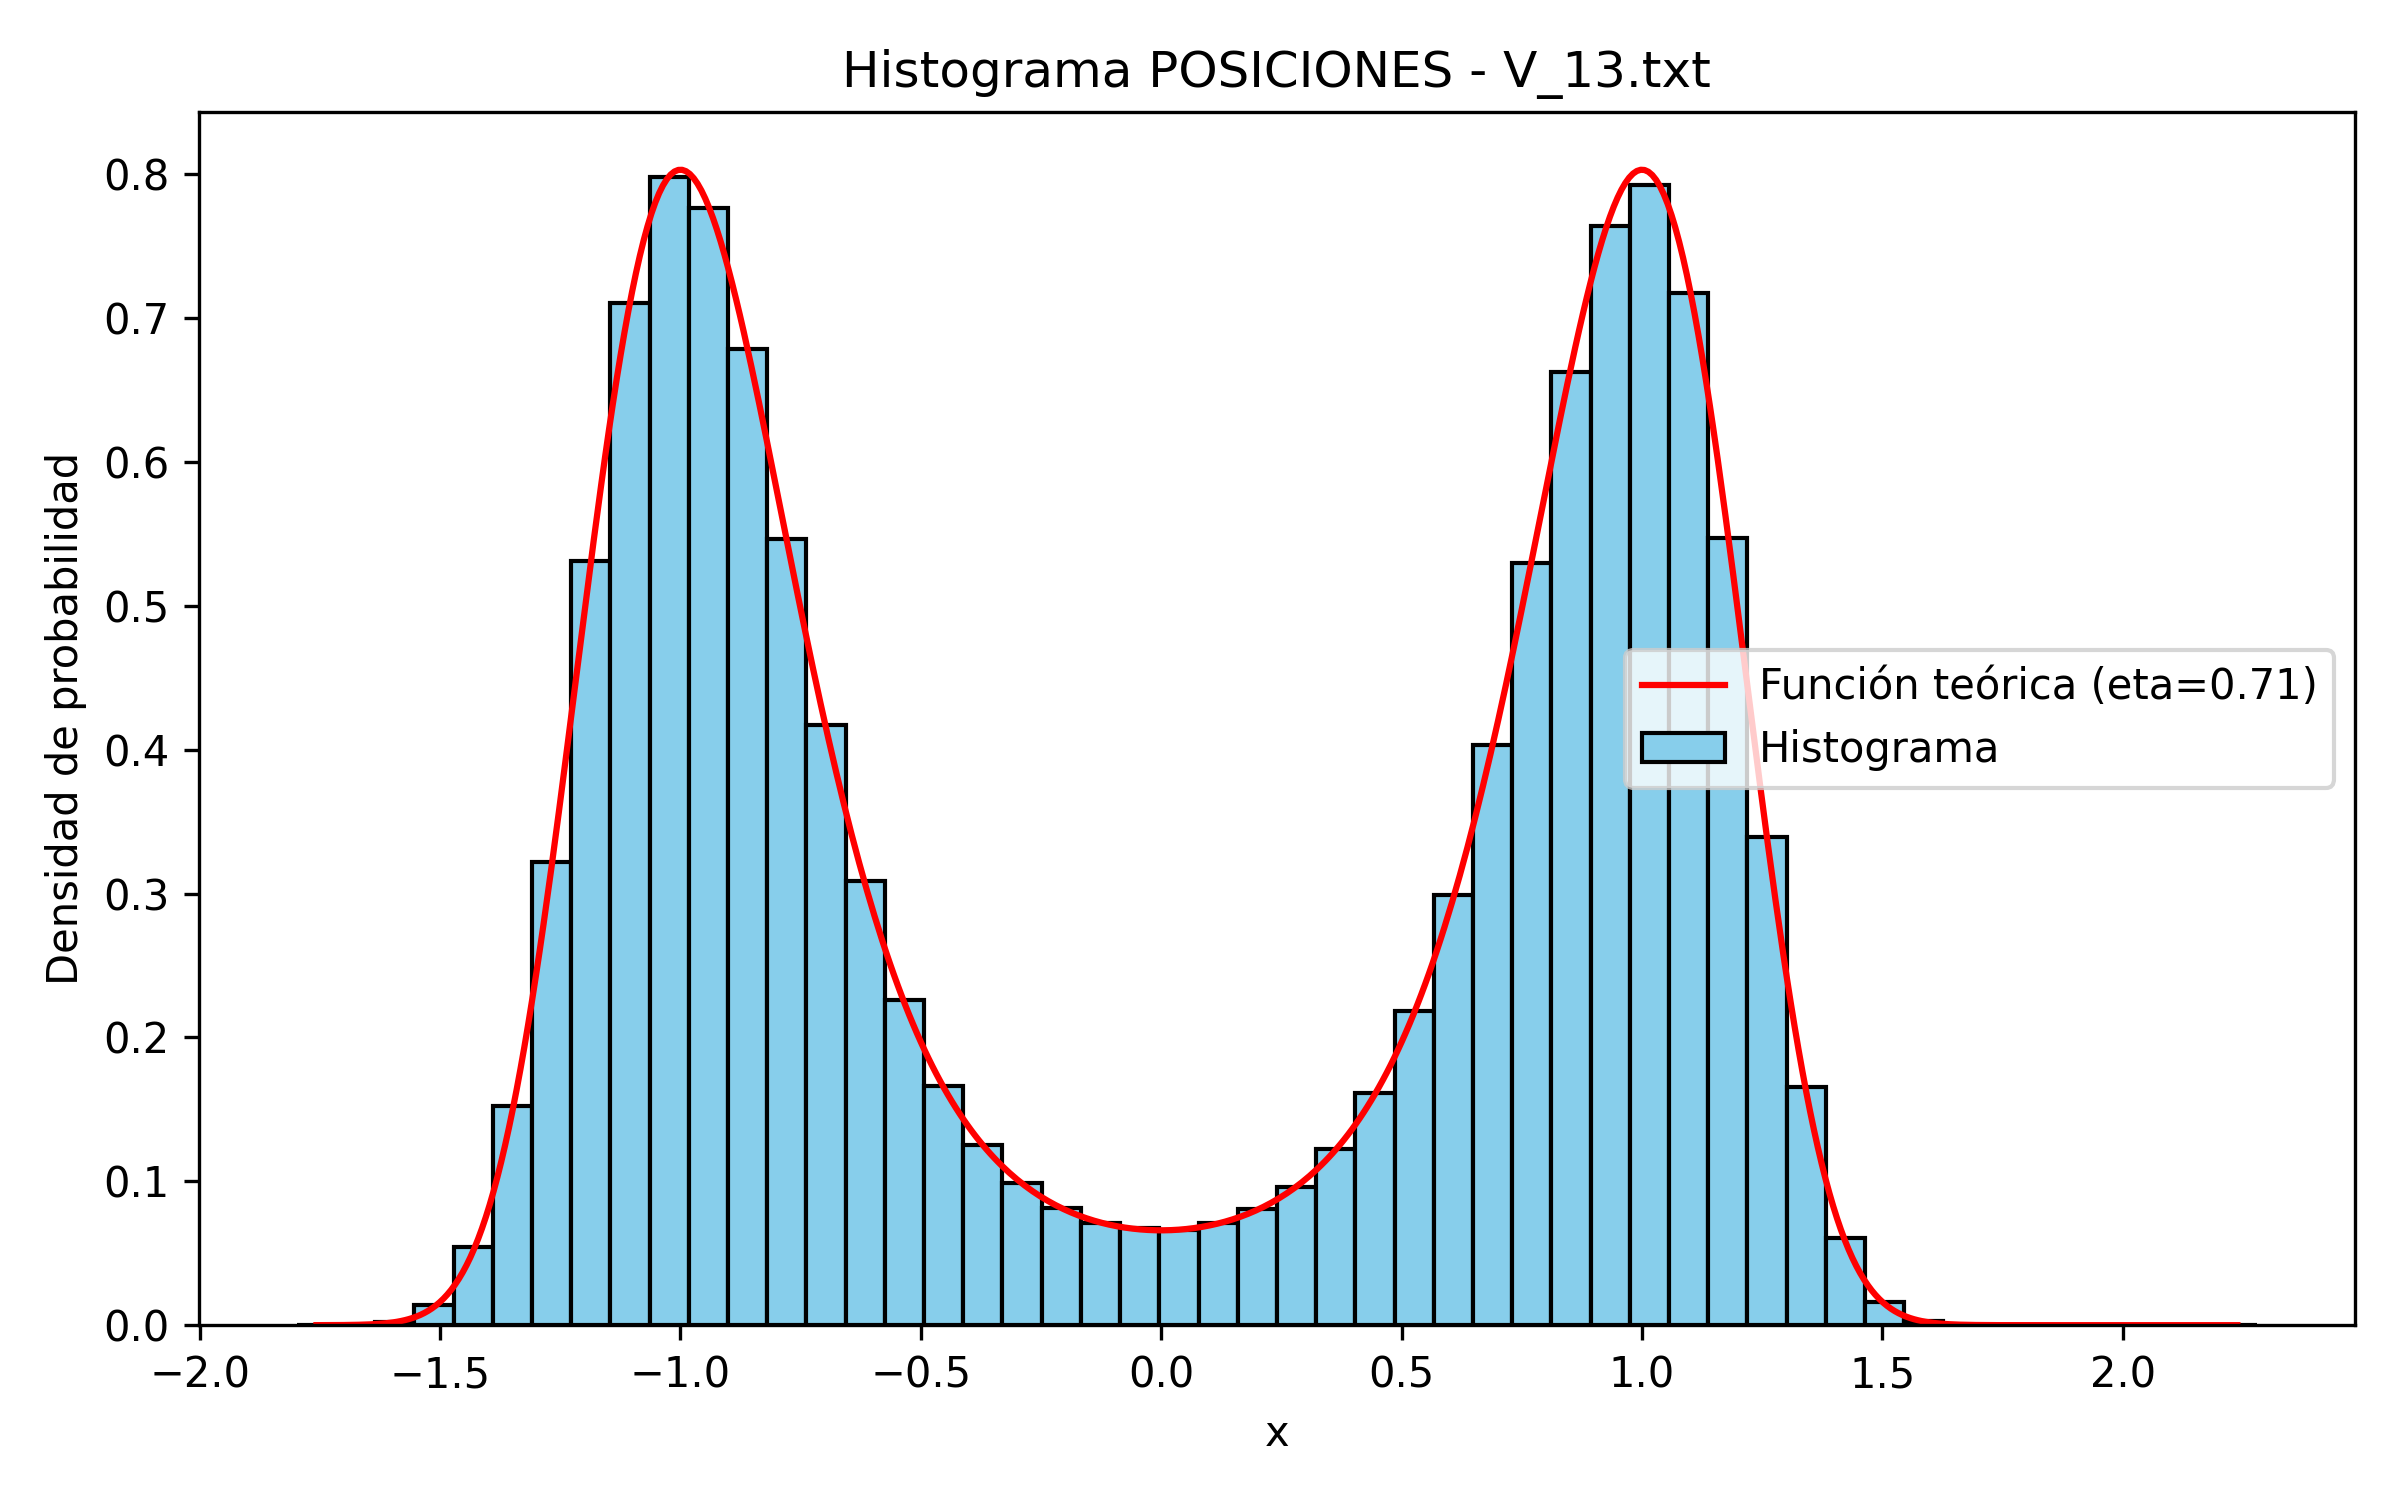 Histograma POSICIONES - V_13.txt
Densidad de probabilidad
0.8
0.7
0.6
0.5
0.4
0.3
0.2
0.1
0.0
Función teórica (eta=0.71)
Histograma
−2.0 −1.5 −1.0 −0.5 0.0 0.5 1.0 1.5 2.0
x